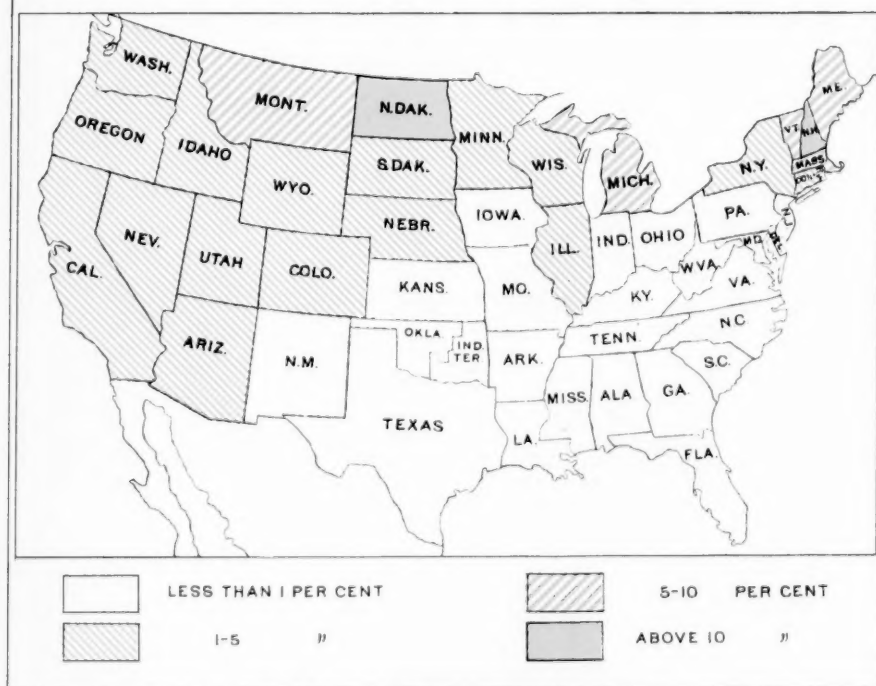 WASH.
MONT.
N.DAK.
MINN.
ME.
VT.
N.H.
OREGON
IDAHO
S.DAK.
WIS.
MICH.
N.Y.
MASS
WYO.
NEBR.
IOWA
PA.
N.J.
NEV.
UTAH
COLO.
ILL.
IND.
OHIO
MD.
DEL.
CAL.
KANS.
MO.
W.VA.
VA.
KY.
ARIZ.
N.M.
OKLA
IND.
TER
ARK.
TENN.
N.C.
S.C.
TEXAS
MISS.
ALA
GA.
LA.
FLA.
LESS THAN 1 PER CENT
1-5 "
5-10 PER CENT
ABOVE 10 "